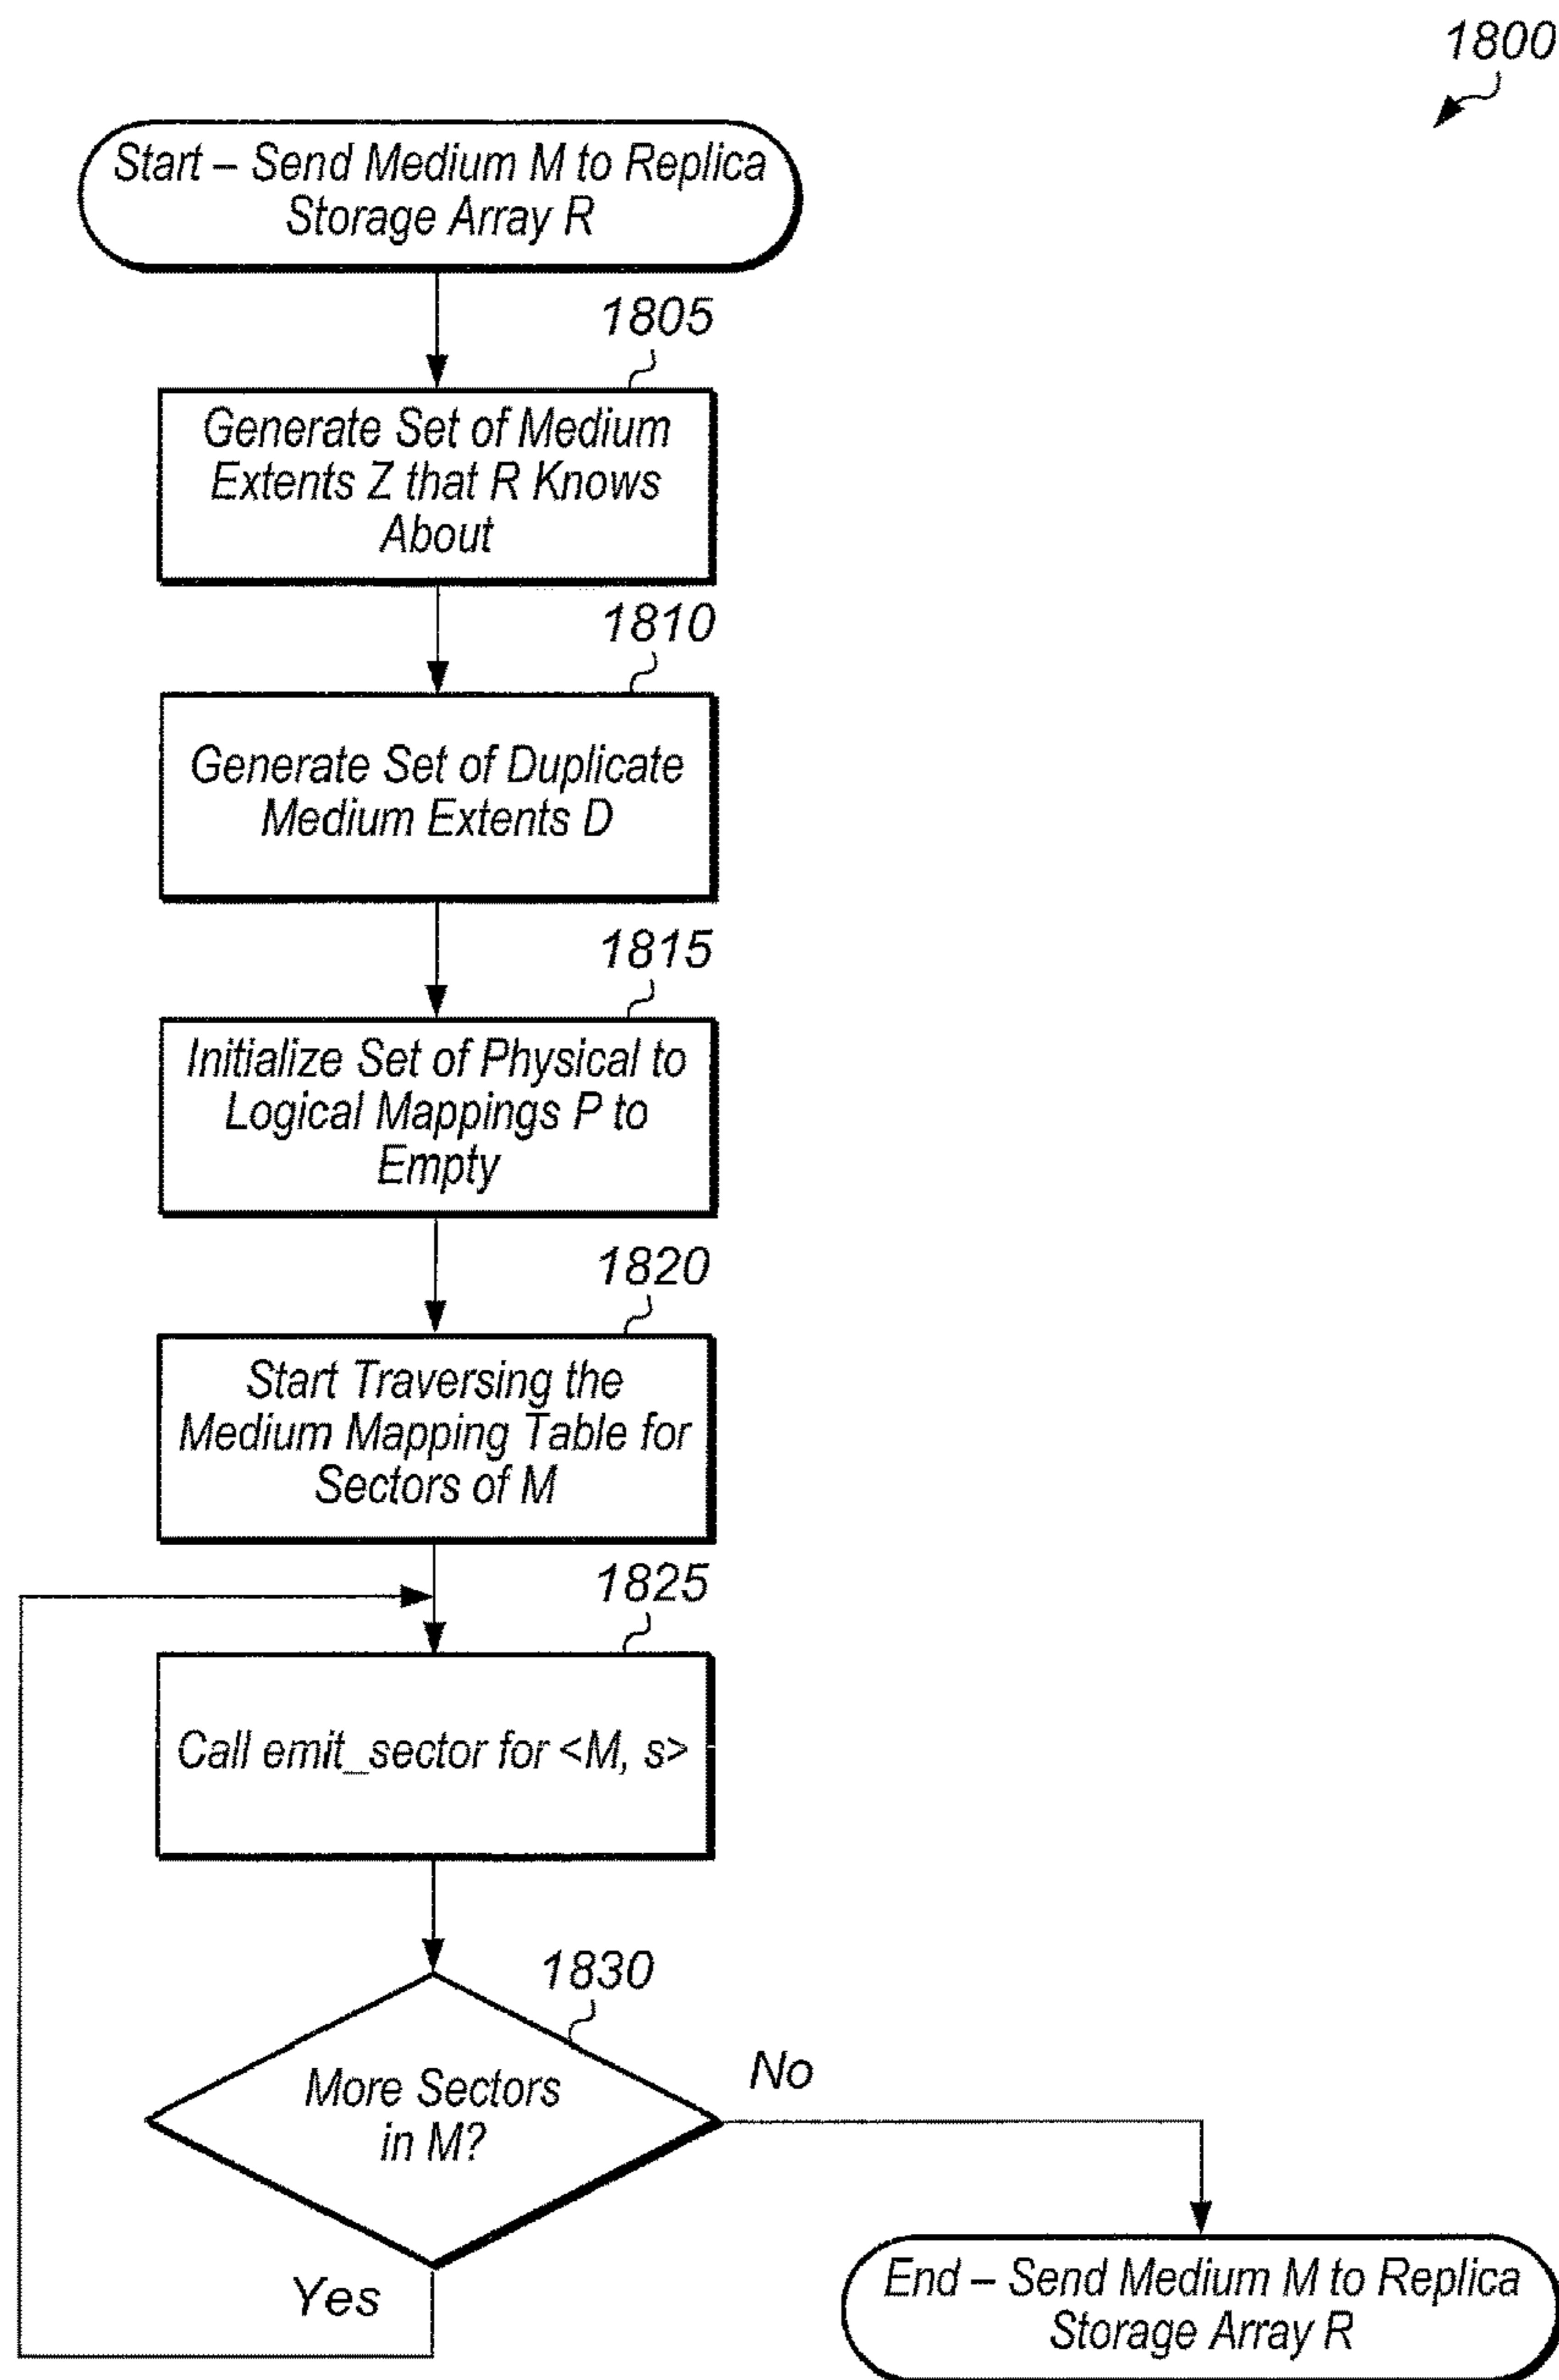 1800
Start – Send Medium M to Replica
Storage Array R
1805
Generate Set of Medium
Extents Z that R Knows
About
1810
Generate Set of Duplicate
Medium Extents D
1815
Initialize Set of Physical to
Logical Mappings P to
Empty
1820
Start Traversing the
Medium Mapping Table for
Sectors of M
1825
Call emit_sector for <M, s>
1830
More Sectors
in M?
No
Yes
End – Send Medium M to Replica
Storage Array R